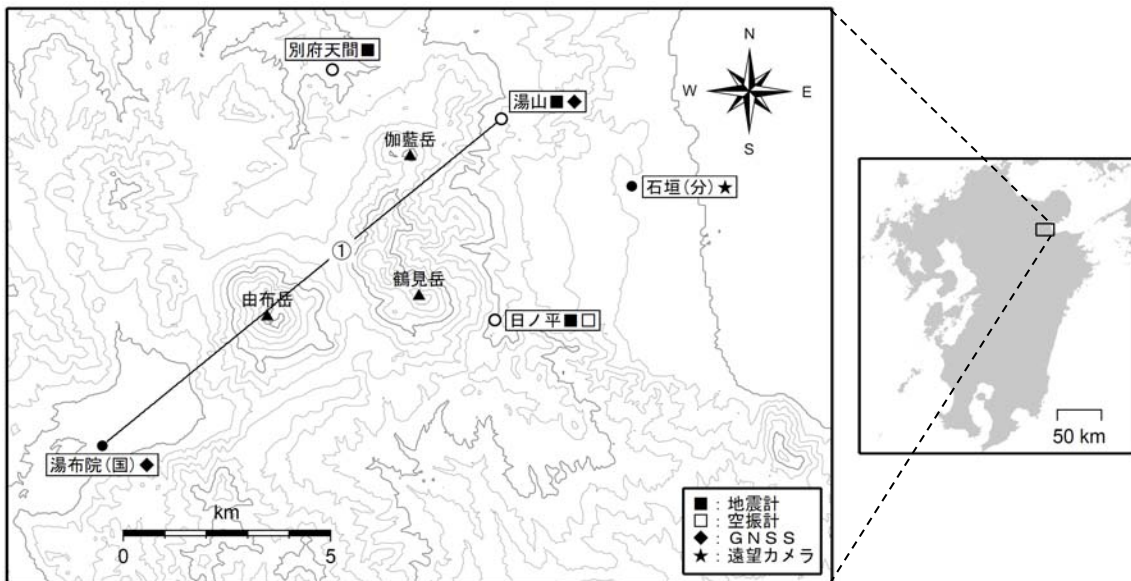 別府天間■
N
W E
S
湯山■◆
伽藍岳
石垣(分)★
①
鶴見岳
由布岳
日ノ平■□
湯布院(国)◆
km
0 5
■：地震計
□：空振計
◆：ＧＮＳＳ
★：遠望カメラ
50 km